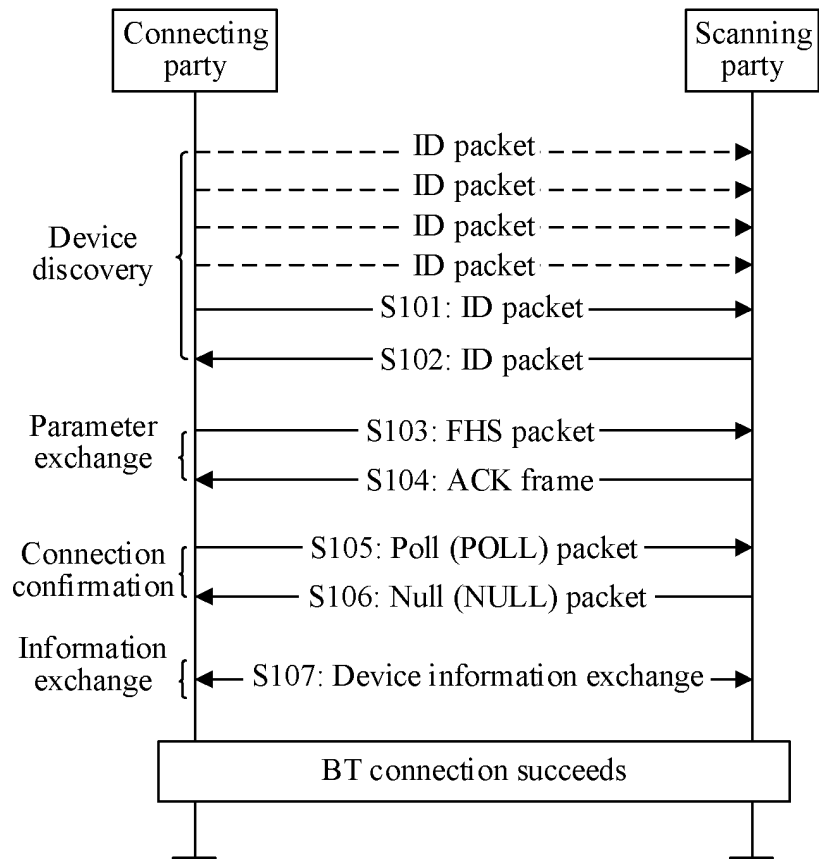 Connecting
party
Scanning
party
ID packet
ID packet
ID packet
ID packet
Device
discovery
S101: ID packet
S102: ID packet
Parameter
exchange
S103: FHS packet
S104: ACK frame
Connection
confirmation
S105: Poll (POLL) packet
S106: Null (NULL) packet
Information
exchange
S107: Device information exchange
BT connection succeeds